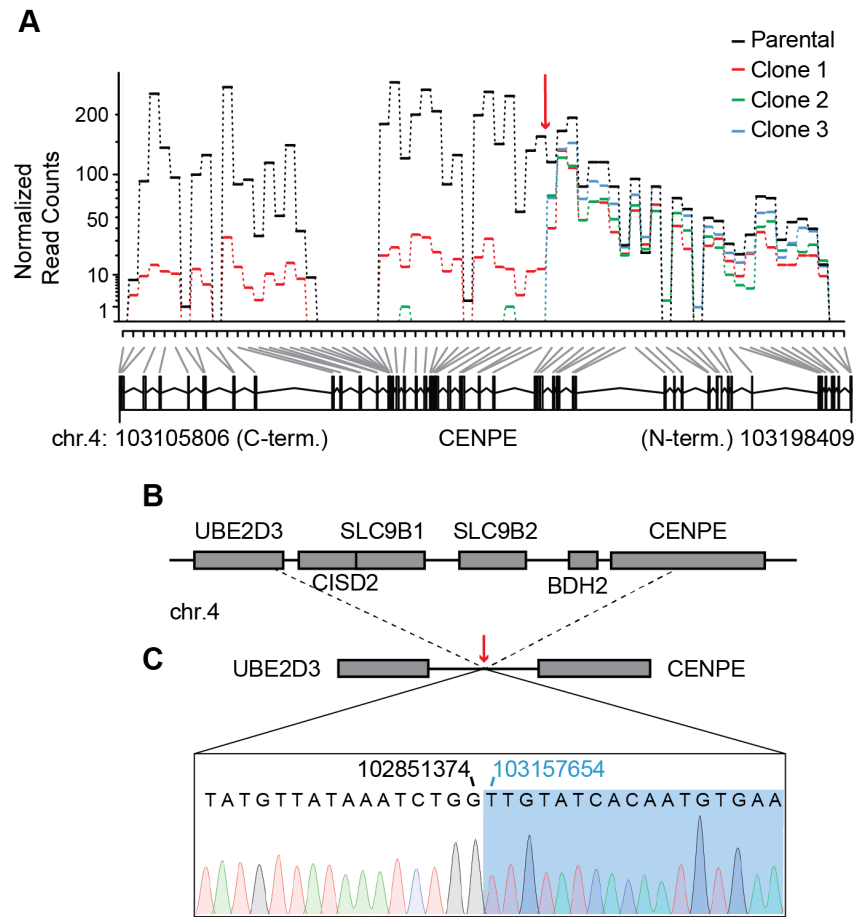 A
Parental
Clone 1
Clone 2
Clone 3
Normalized
Read Counts
200
100
50
10
1
chr.4: 103105806 (C-term.) CENPE (N-term.) 103198409
B
UBE2D3 SLC9B1 SLC9B2 CENPE
CISD2 BDH2
chr.4
C
UBE2D3 CENPE
102851374 103157654
TATGTTATAAATCTGGTTGTATCACAATGTGAA